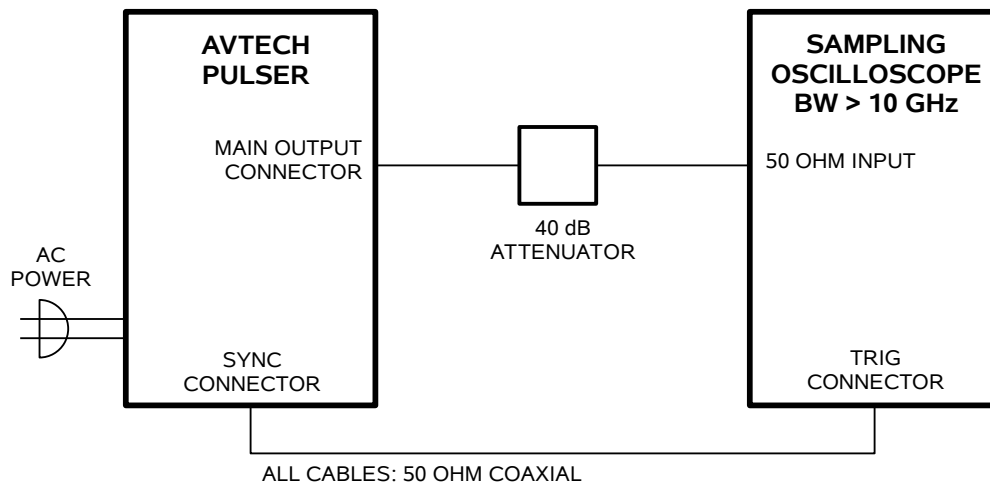 AVTECH
PULSER
MAIN OUTPUT
CONNECTOR
AC
POWER
SYNC
CONNECTOR
40 dB
ATTENUATOR
SAMPLING
OSCILLOSCOPE
BW > 10 GHz
50 OHM INPUT
TRIG
CONNECTOR
ALL CABLES: 50 OHM COAXIAL